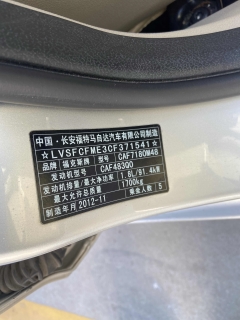 中国·长安福特马自达汽车有限公司制造
☆LVSFCFME3CF371541☆
品牌 福克斯牌 型号 CAF7180M48
发动机型号 CAF483Q0
发动机排量/最大净功率 1.8L/91.4kW
最大允许总质量 1700kg
制造年月 2012-11 乘坐人数 5